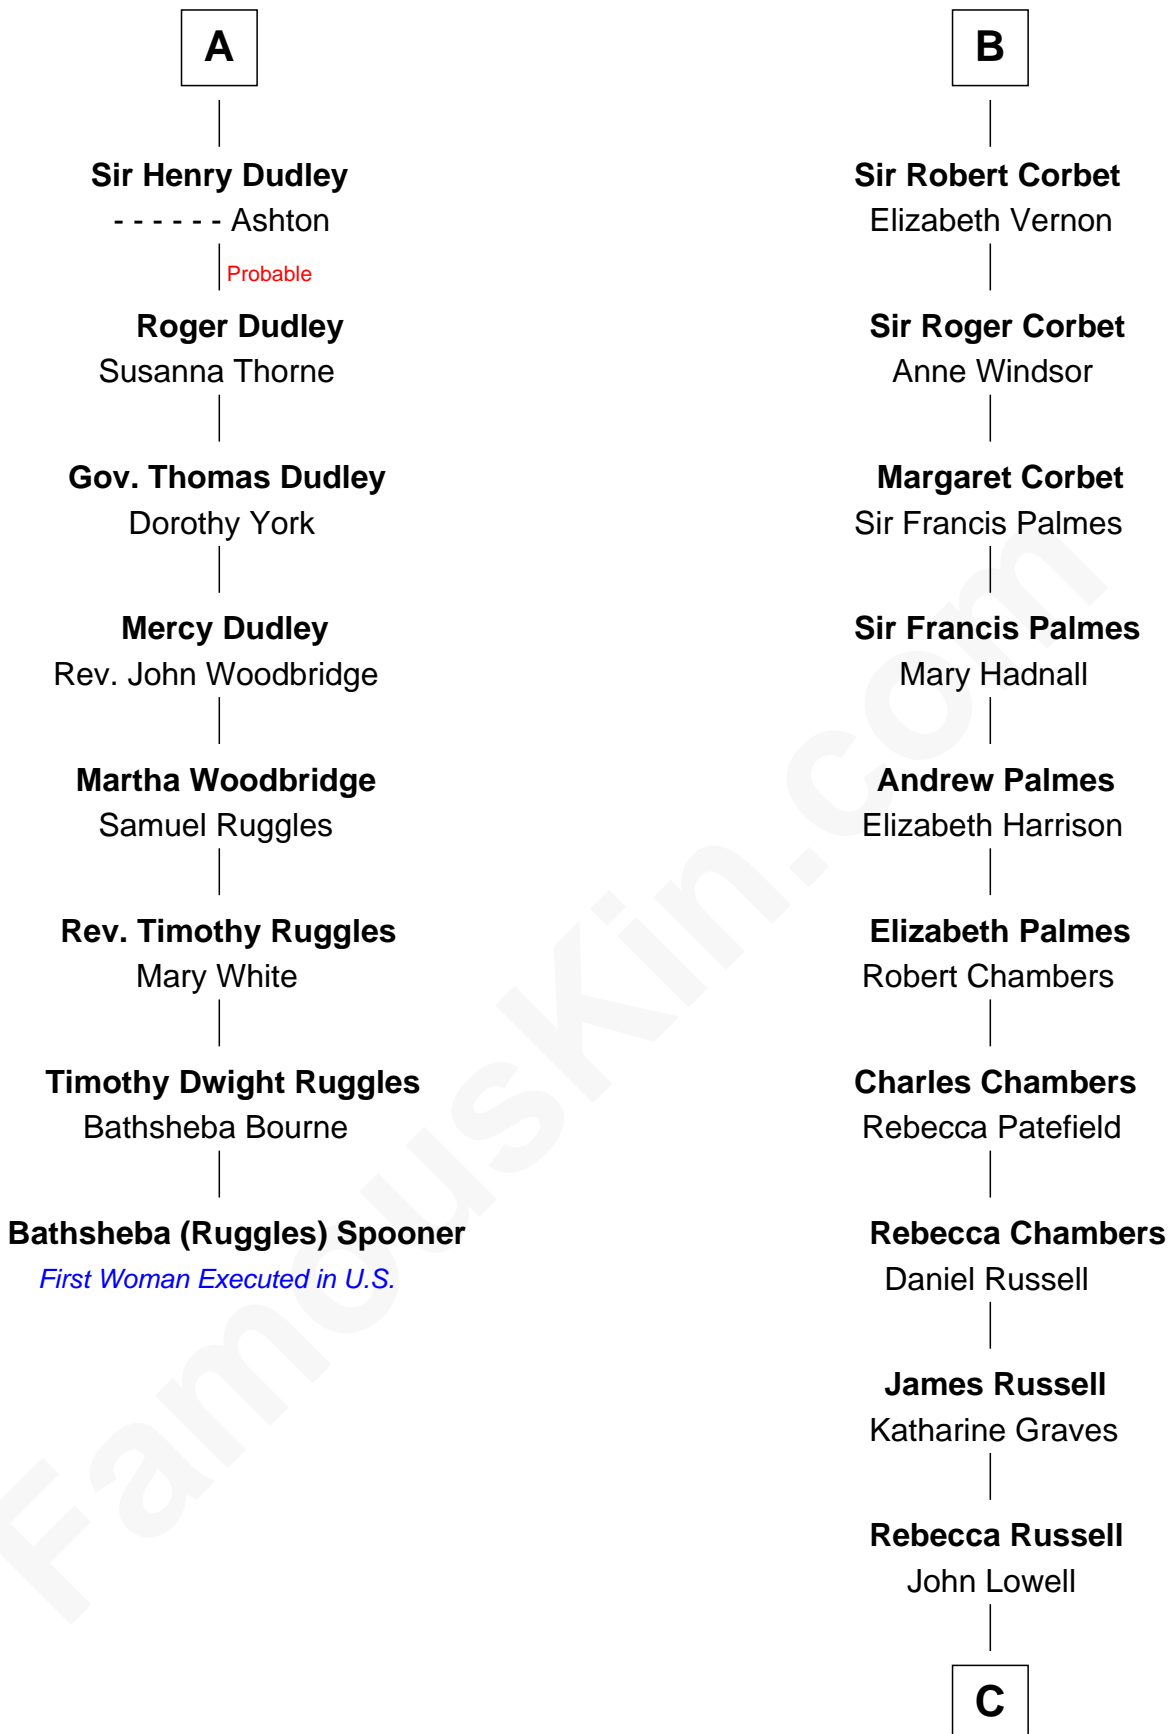 A
Sir Henry Dudley
- - - - - - Ashton
Probable
Roger Dudley
Susanna Thorne
Gov. Thomas Dudley
Dorothy York
Mercy Dudley
Rev. John Woodbridge
Martha Woodbridge
Samuel Ruggles
Rev. Timothy Ruggles
Mary White
Timothy Dwight Ruggles
Bathsheba Bourne
Bathsheba (Ruggles) Spooner
First Woman Executed in U.S.
B
Sir Robert Corbet
Elizabeth Vernon
Sir Roger Corbet
Anne Windsor
Margaret Corbet
Sir Francis Palmes
Sir Francis Palmes
Mary Hadnall
Andrew Palmes
Elizabeth Harrison
Elizabeth Palmes
Robert Chambers
Charles Chambers
Rebecca Patefield
Rebecca Chambers
Daniel Russell
James Russell
Katharine Graves
Rebecca Russell
John Lowell
C
FamousKin.com